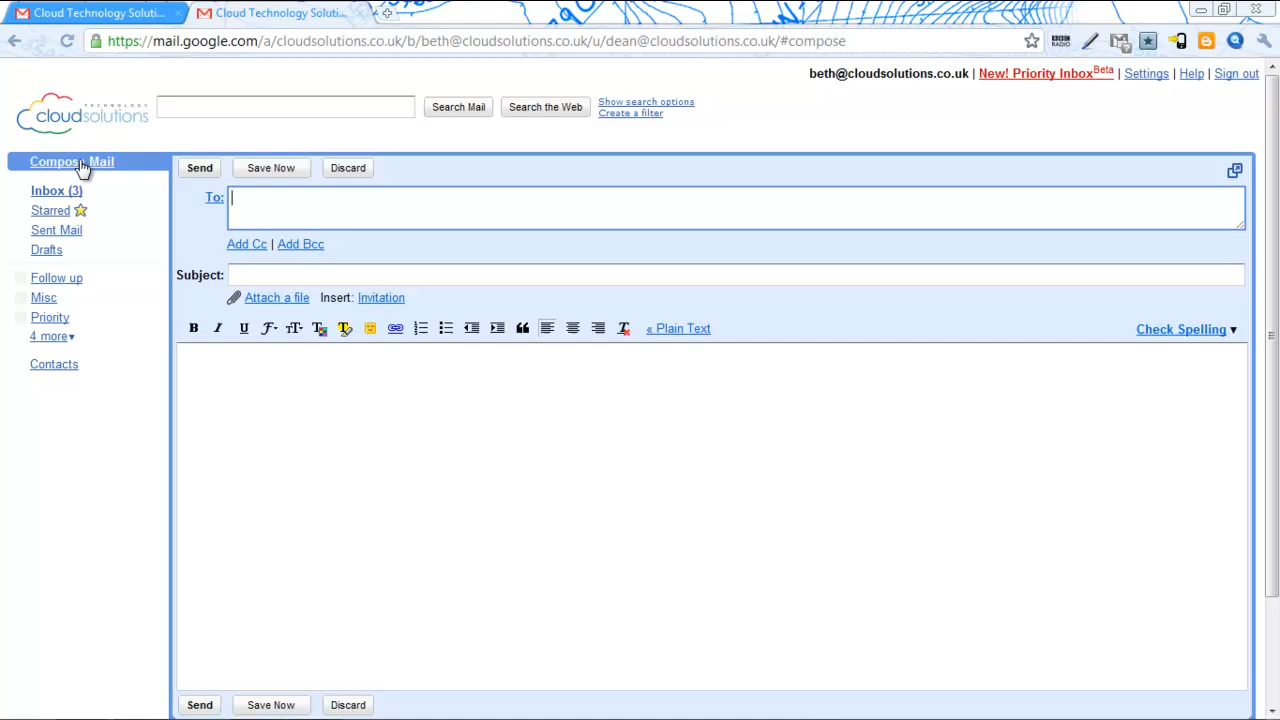 Cloud Technology Soluti...
Cloud Technology Soluti...
https://mail.google.com/a/cloudsolutions.co.uk/b/beth@cloudsolutions.co.uk/u/dean@cloudsolutions.co.uk/#compose
BBC
RADIO
beth@cloudsolutions.co.uk | New! Priority Inbox Beta | Settings | Help | Sign out
TECHNOLOGY
cloudsolutions
Search Mail
Search the Web
Show search options
Create a filter
Compose Mail
Inbox (3)
Starred
Sent Mail
Drafts
Follow up
Misc
Priority
4 more▾
Contacts
Send
Save Now
Discard
To:
Add Cc | Add Bcc
Subject:
Attach a file Insert: Invitation
B I U « Plain Text
Check Spelling ▼
Send
Save Now
Discard